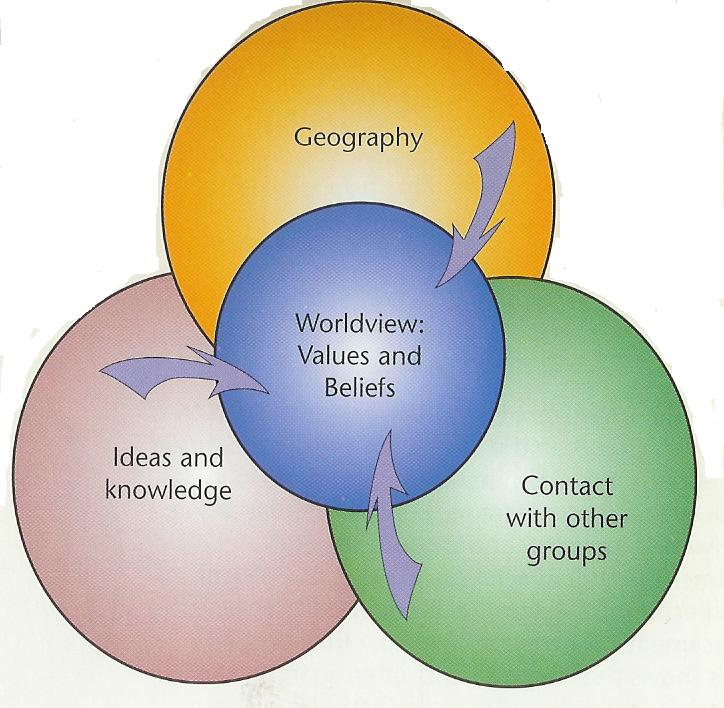 Geography
Worldview:
Values and
Beliefs
Ideas and
knowledge
Contact
with other
groups